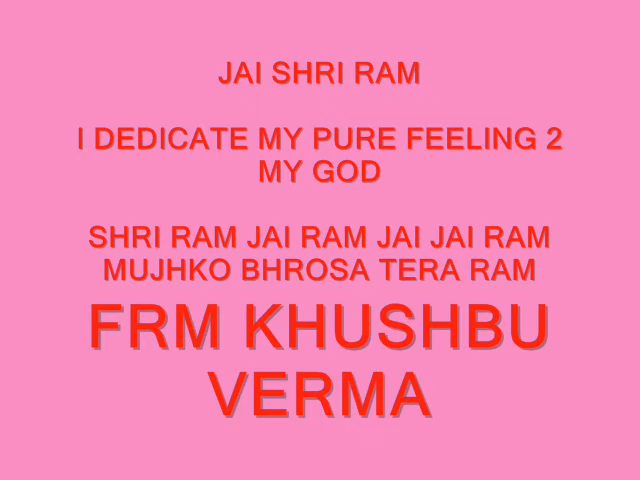 JAI SHRI RAM
I DEDICATE MY PURE FEELING 2
MY GOD
SHRI RAM JAI RAM JAI JAI RAM
MUJHKO BHROSA TERA RAM
FRM KHUSHBU
VERMA